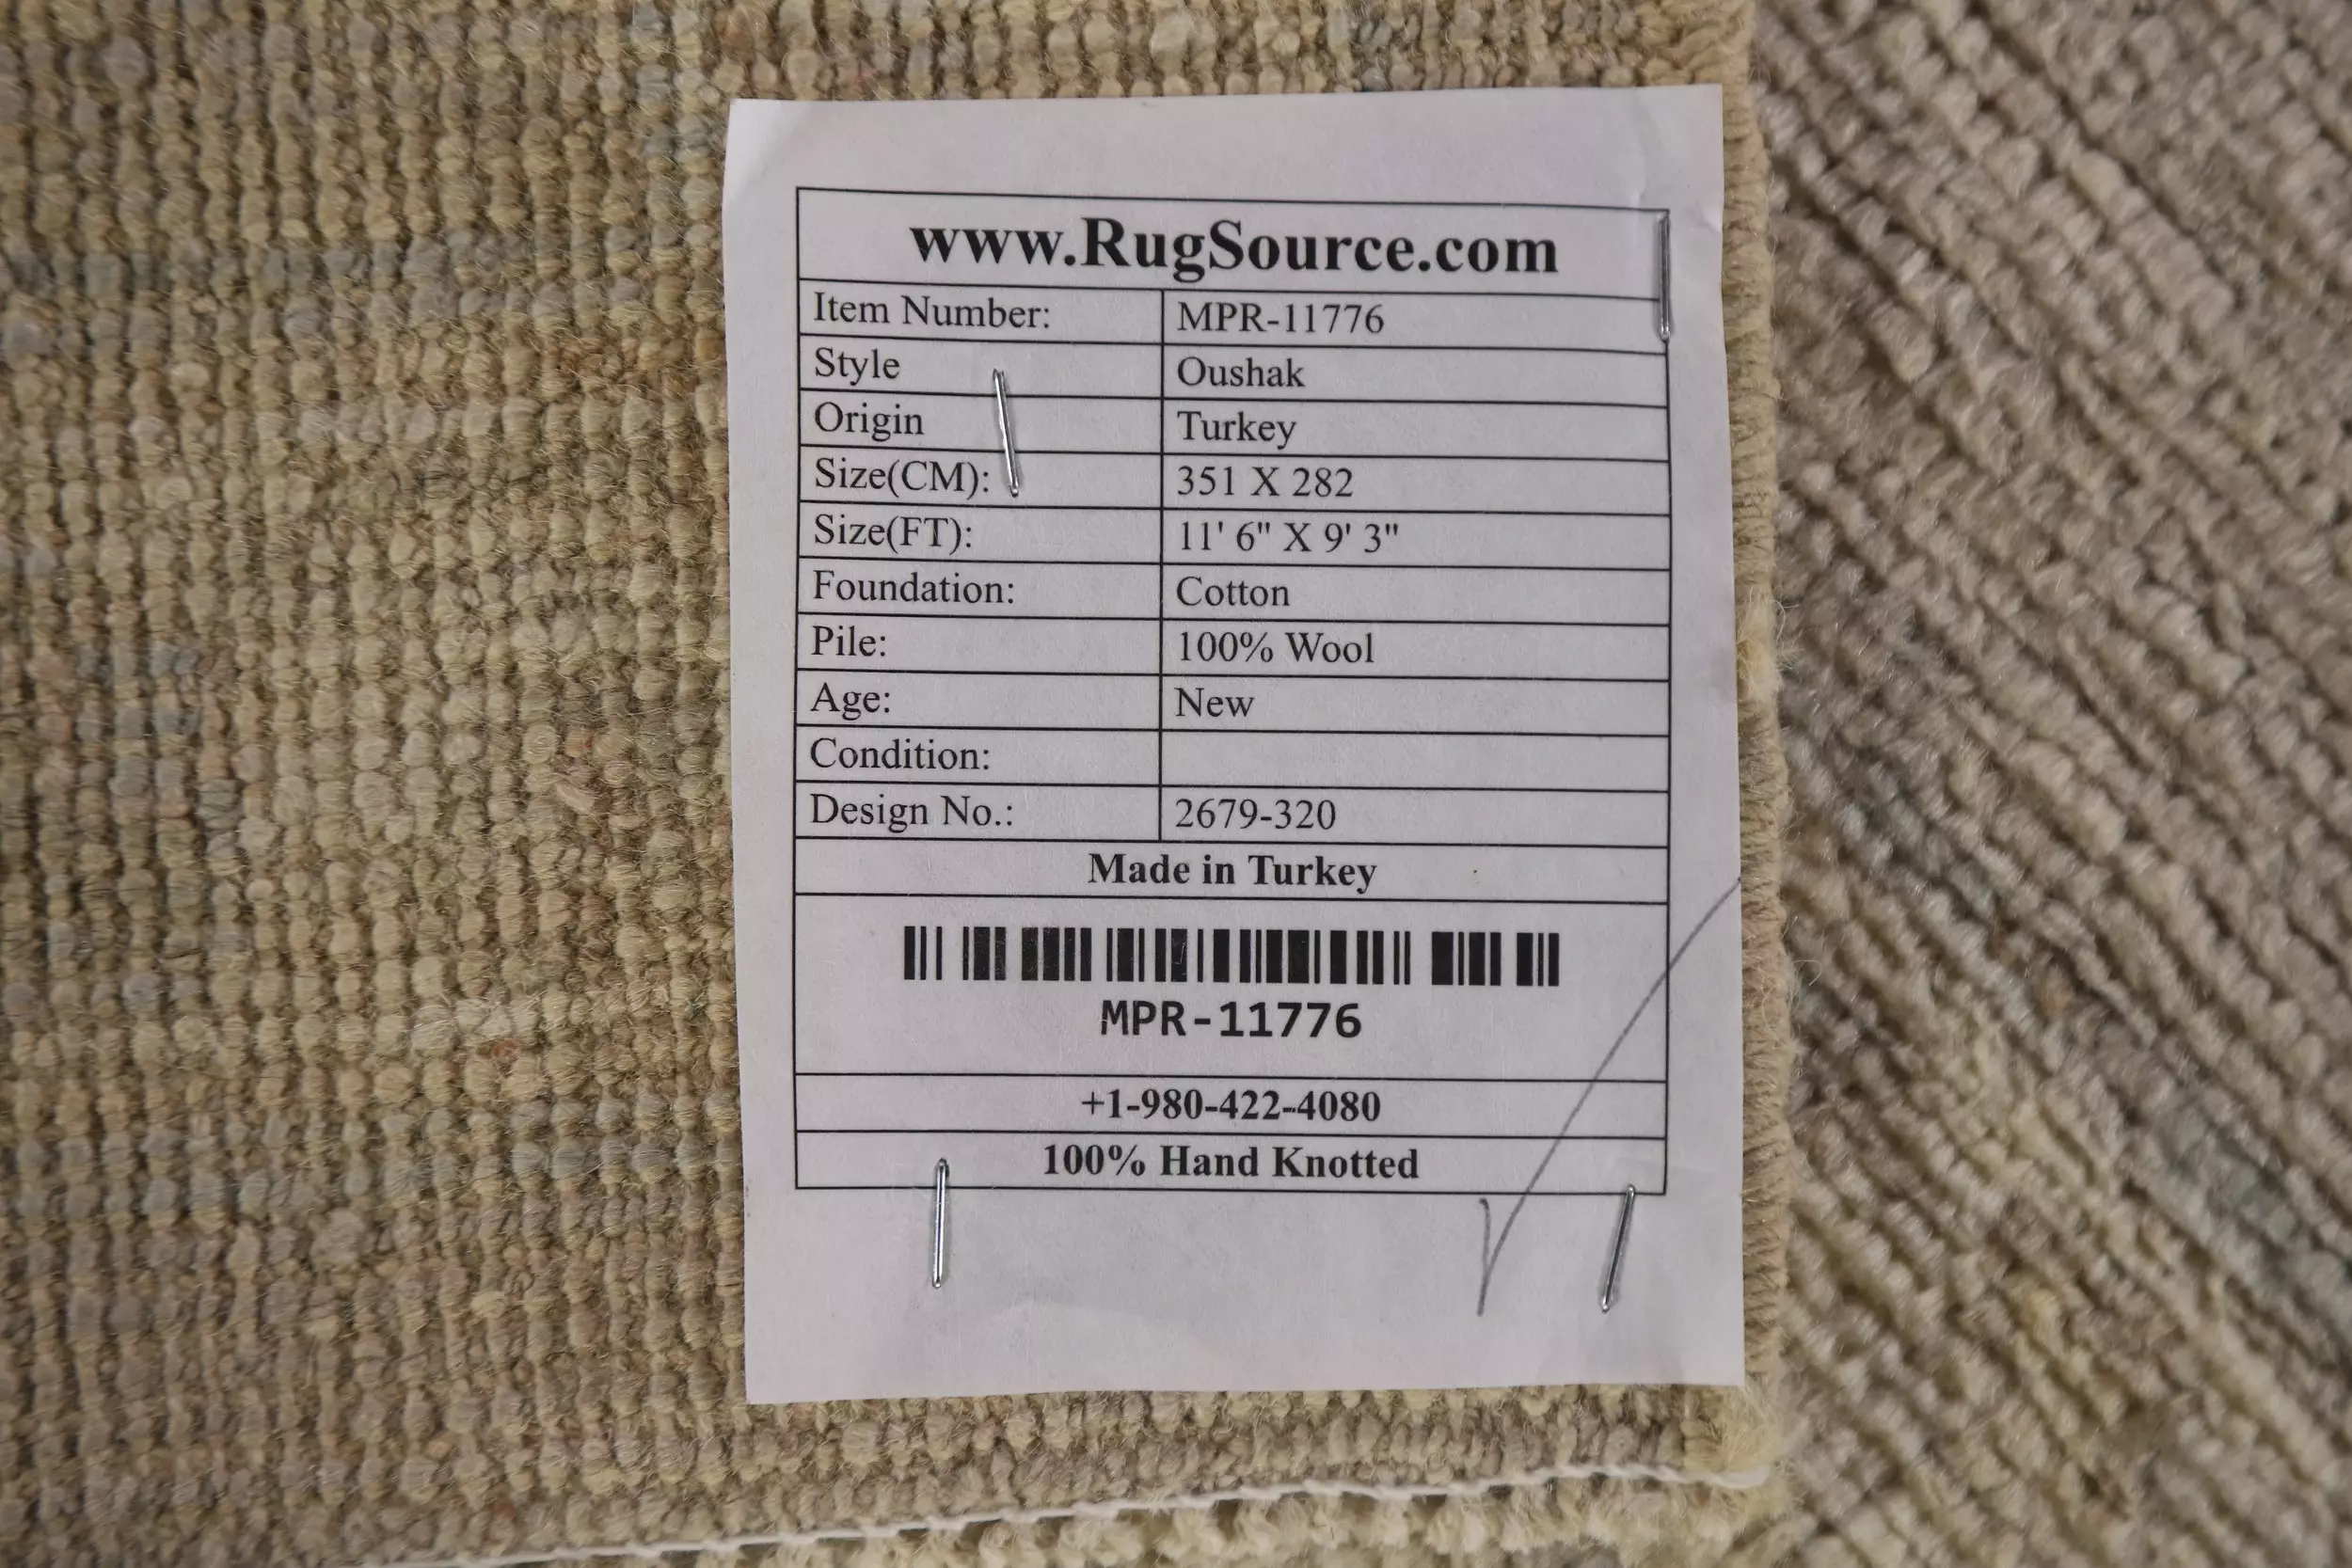 www.RugSource.com
Item Number: MPR-11776
Style Oushak
Origin Turkey
Size(CM): 351 X 282
Size(FT): 11' 6" X 9' 3"
Foundation: Cotton
Pile: 100% Wool
Age: New
Condition:
Design No.: 2679-320
Made in Turkey
MPR-11776
+1-980-422-4080
100% Hand Knotted